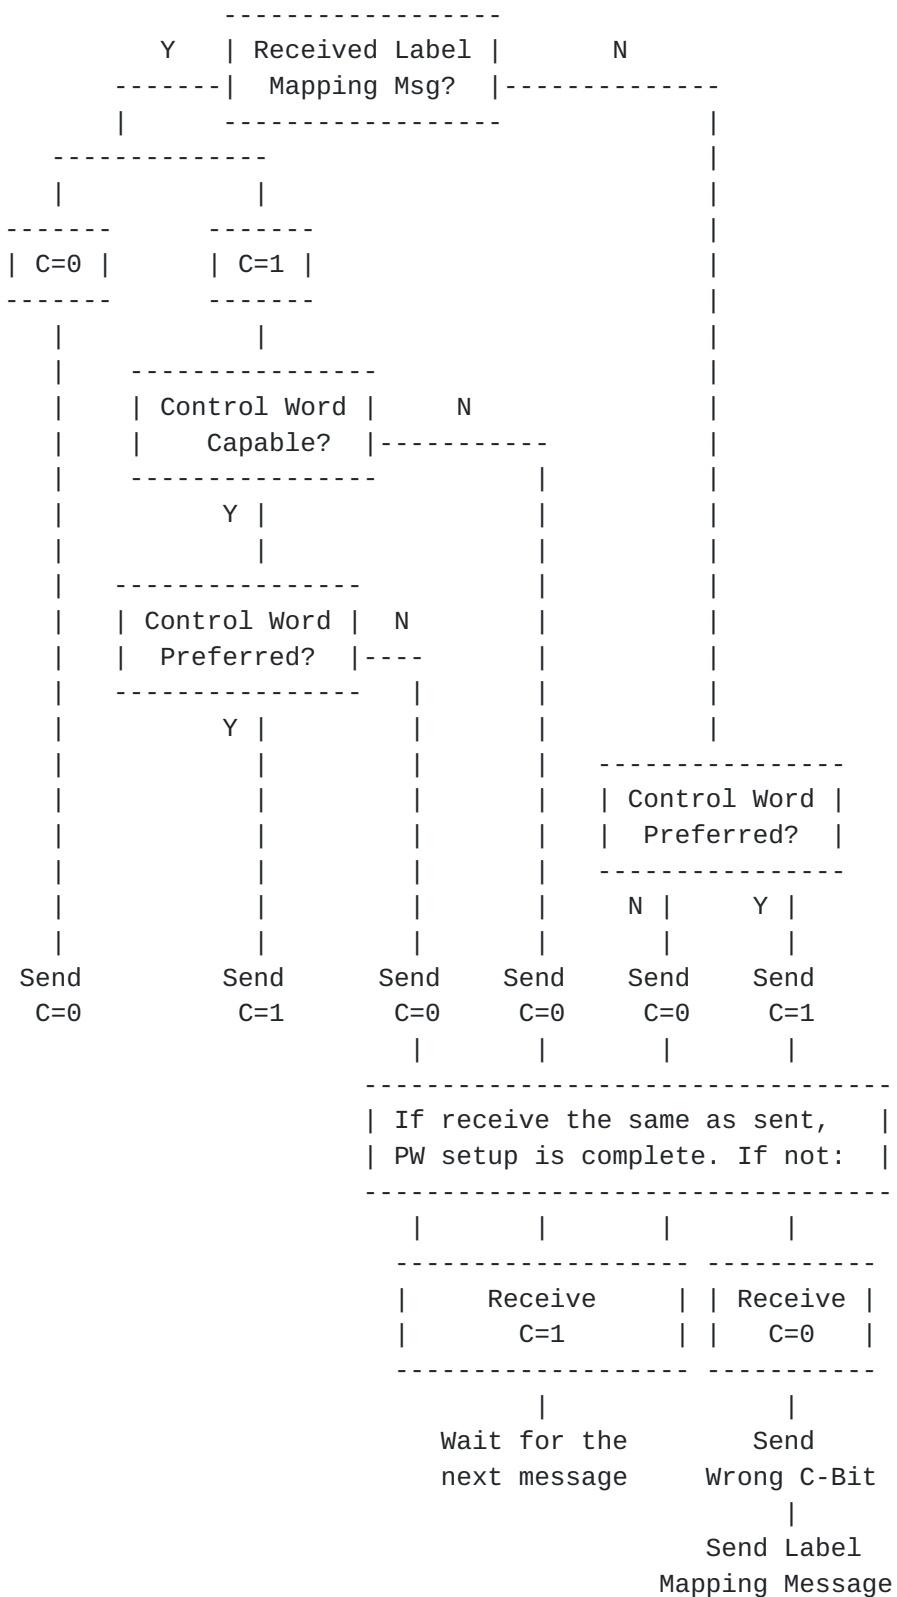 Y | Received Label | N
-------| Mapping Msg? |--------------
| C=0 | | C=1 |
| Control Word | N
| Capable? |-----------
Y |
| Control Word | N
| Preferred? |----
Y |
| Control Word |
| Preferred? |
N | Y |
Send Send Send Send Send Send
C=0 C=1 C=0 C=0 C=0 C=1
| If receive the same as sent, |
| PW setup is complete. If not: |
| Receive | | Receive |
| C=1 | | C=0 |
Wait for the Send
next message Wrong C-Bit
Send Label
Mapping Message